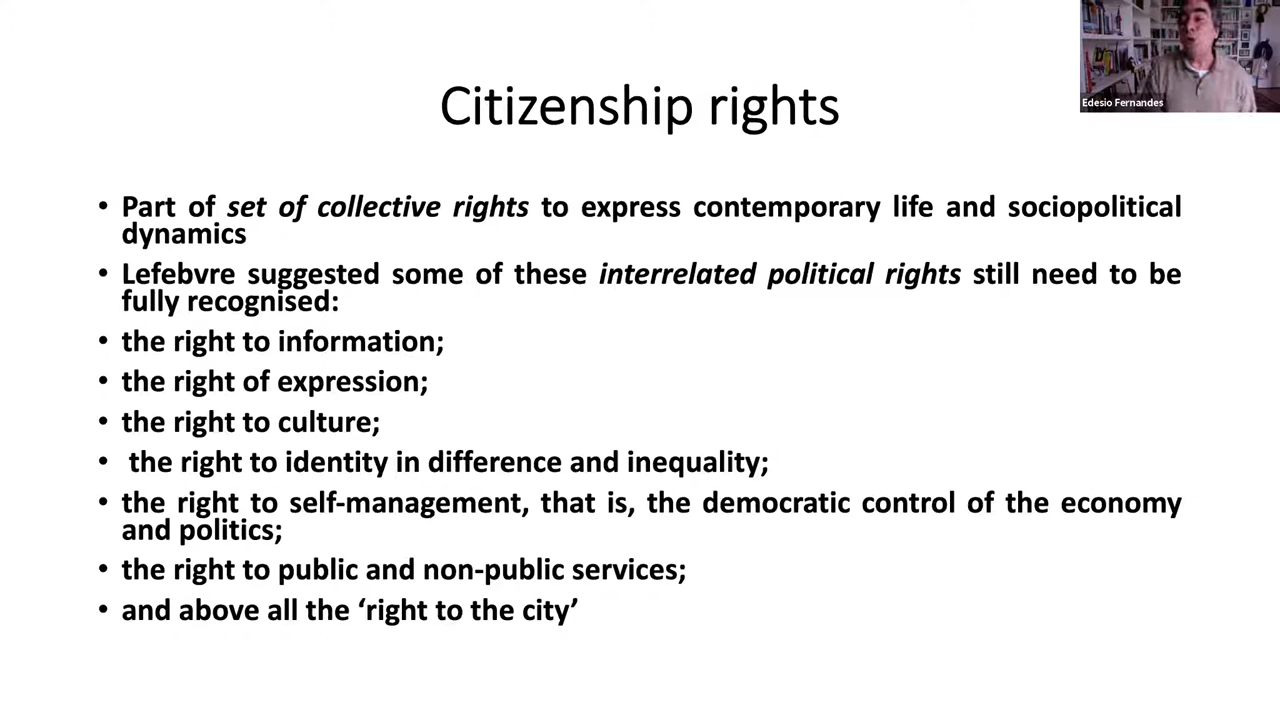 Edesio Fernandes
Citizenship rights
• Part of set of collective rights to express contemporary life and sociopolitical
dynamics
• Lefebvre suggested some of these interrelated political rights still need to be
fully recognised:
• the right to information;
• the right of expression;
• the right to culture;
• the right to identity in difference and inequality;
• the right to self-management, that is, the democratic control of the economy
and politics;
• the right to public and non-public services;
• and above all the ‘right to the city’